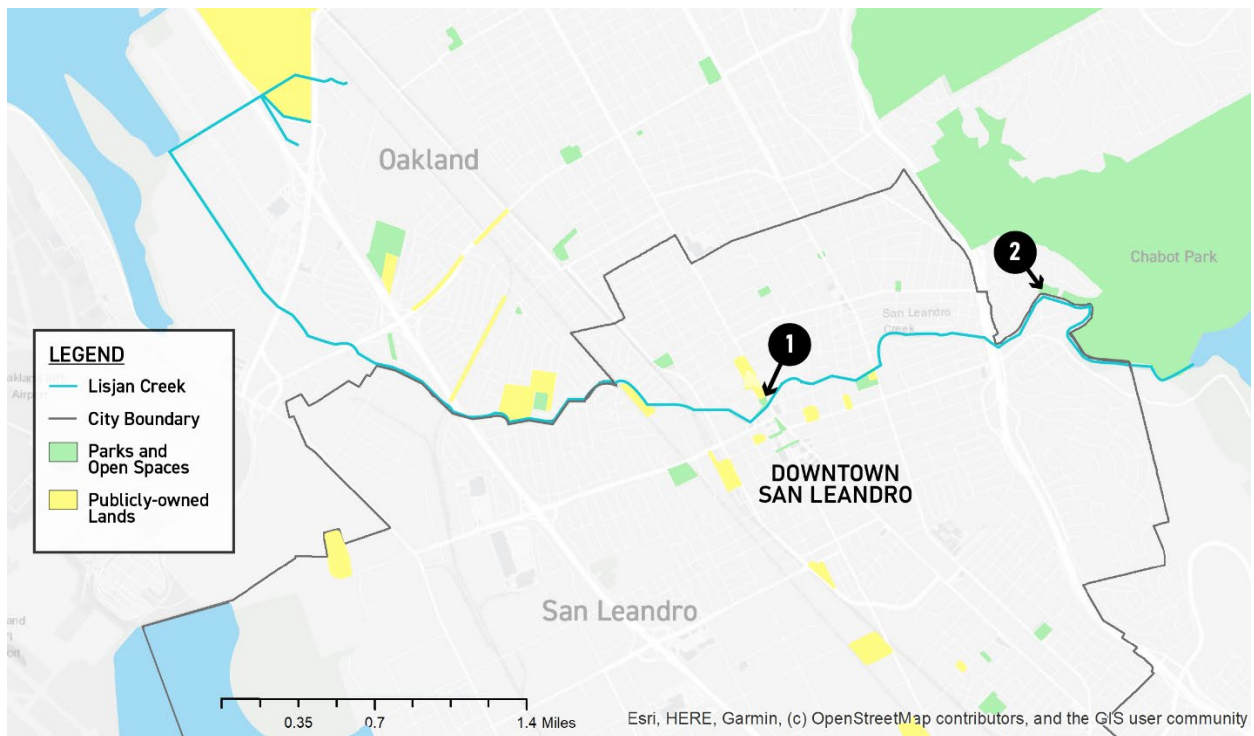 Oakland
2
Chabot Park
San Leandro
Creek
1
LEGEND
Lisjan Creek
City Boundary
Parks and
Open Spaces
Publicly-owned
Lands
Airport
DOWNTOWN
SAN LEANDRO
San Leandro
0.35
0.7
1.4 Miles
Esri, HERE, Garmin, (c) OpenStreetMap contributors, and the GIS user community